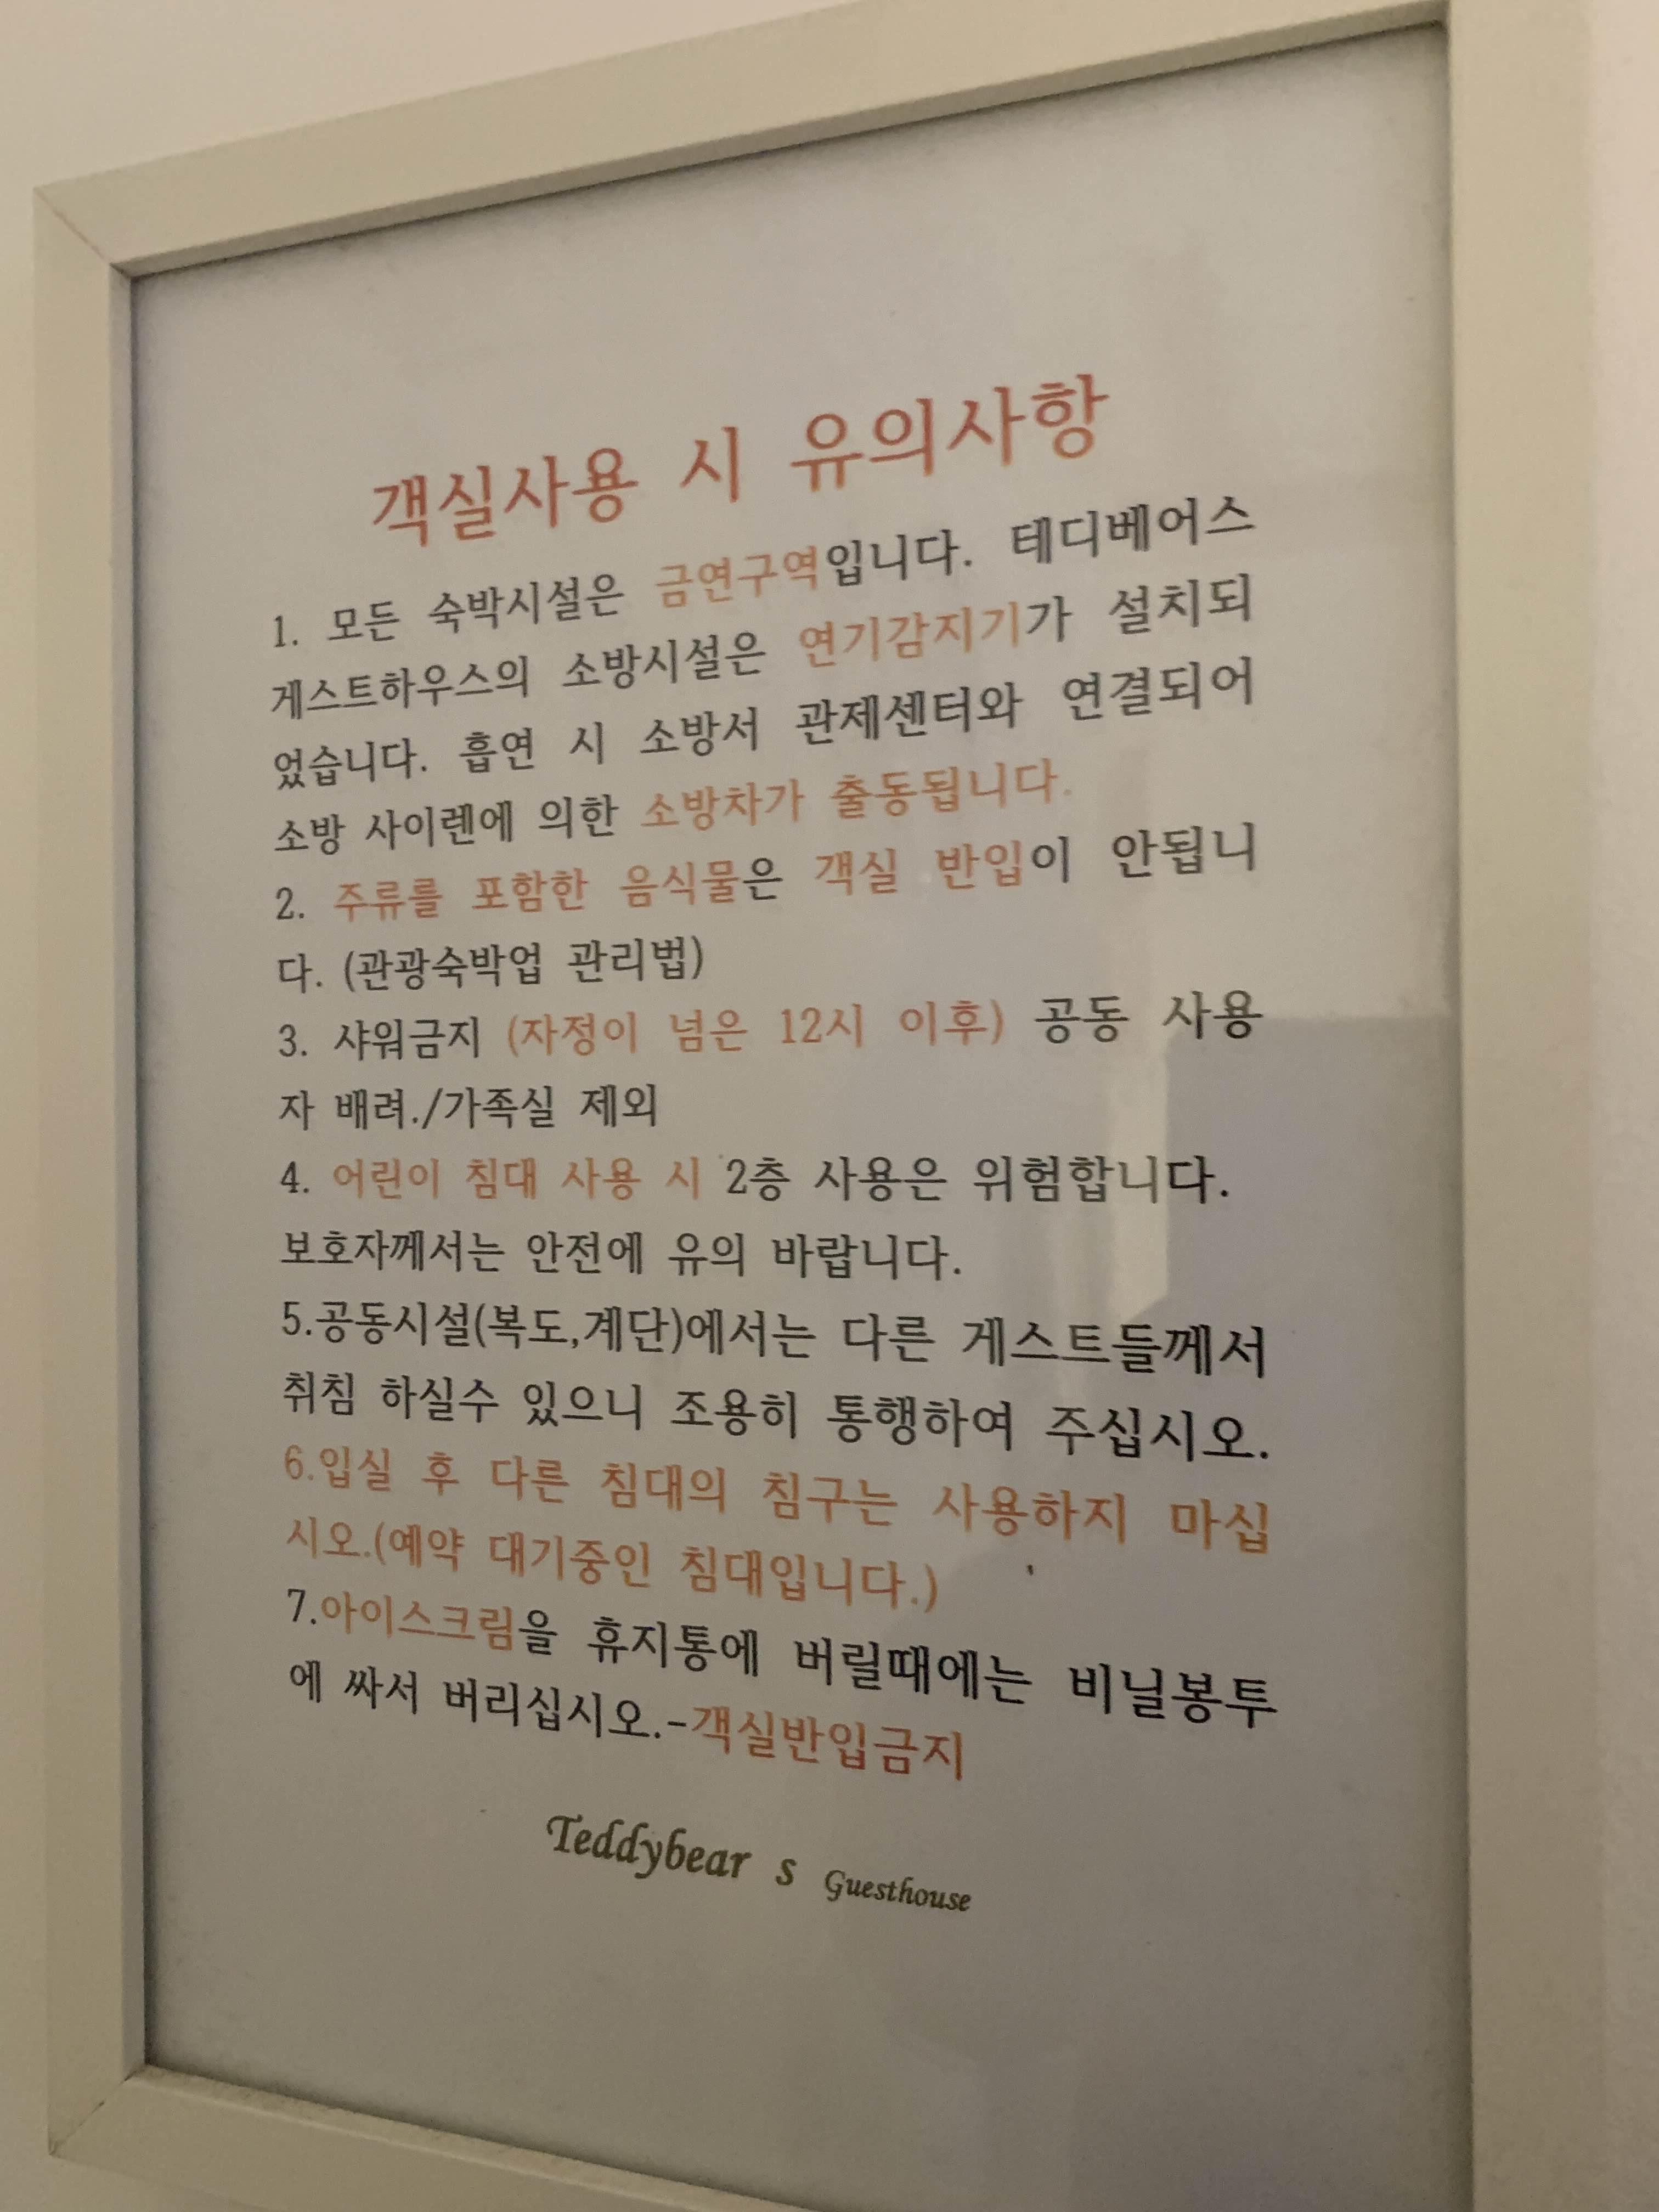 객실사용 시 유의사항
1. 모든 숙박시설은 금연구역입니다. 테디베어스
게스트하우스의 소방시설은 연기감지기가 설치되
었습니다. 흡연 시 소방서 관제센터와 연결되어
소방 사이렌에 의한 소방차가 출동됩니다.
2. 주류를 포함한 음식물은 객실 반입이 안됩니
다. (관광숙박업 관리법)
3. 샤워금지 (자정이 넘은 12시 이후) 공동 사용
자 배려./가족실 제외
4. 어린이 침대 사용 시 2층 사용은 위험합니다.
보호자께서는 안전에 유의 바랍니다.
5.공동시설(복도,계단)에서는 다른 게스트들께서
취침 하실수 있으니 조용히 통행하여 주십시오.
6.입실 후 다른 침대의 침구는 사용하지 마십
시오.(예약 대기중인 침대입니다.)
7.아이스크림을 휴지통에 버릴때에는 비닐봉투
에 싸서 버리십시오.-객실반입금지
Teddybear s Guesthouse